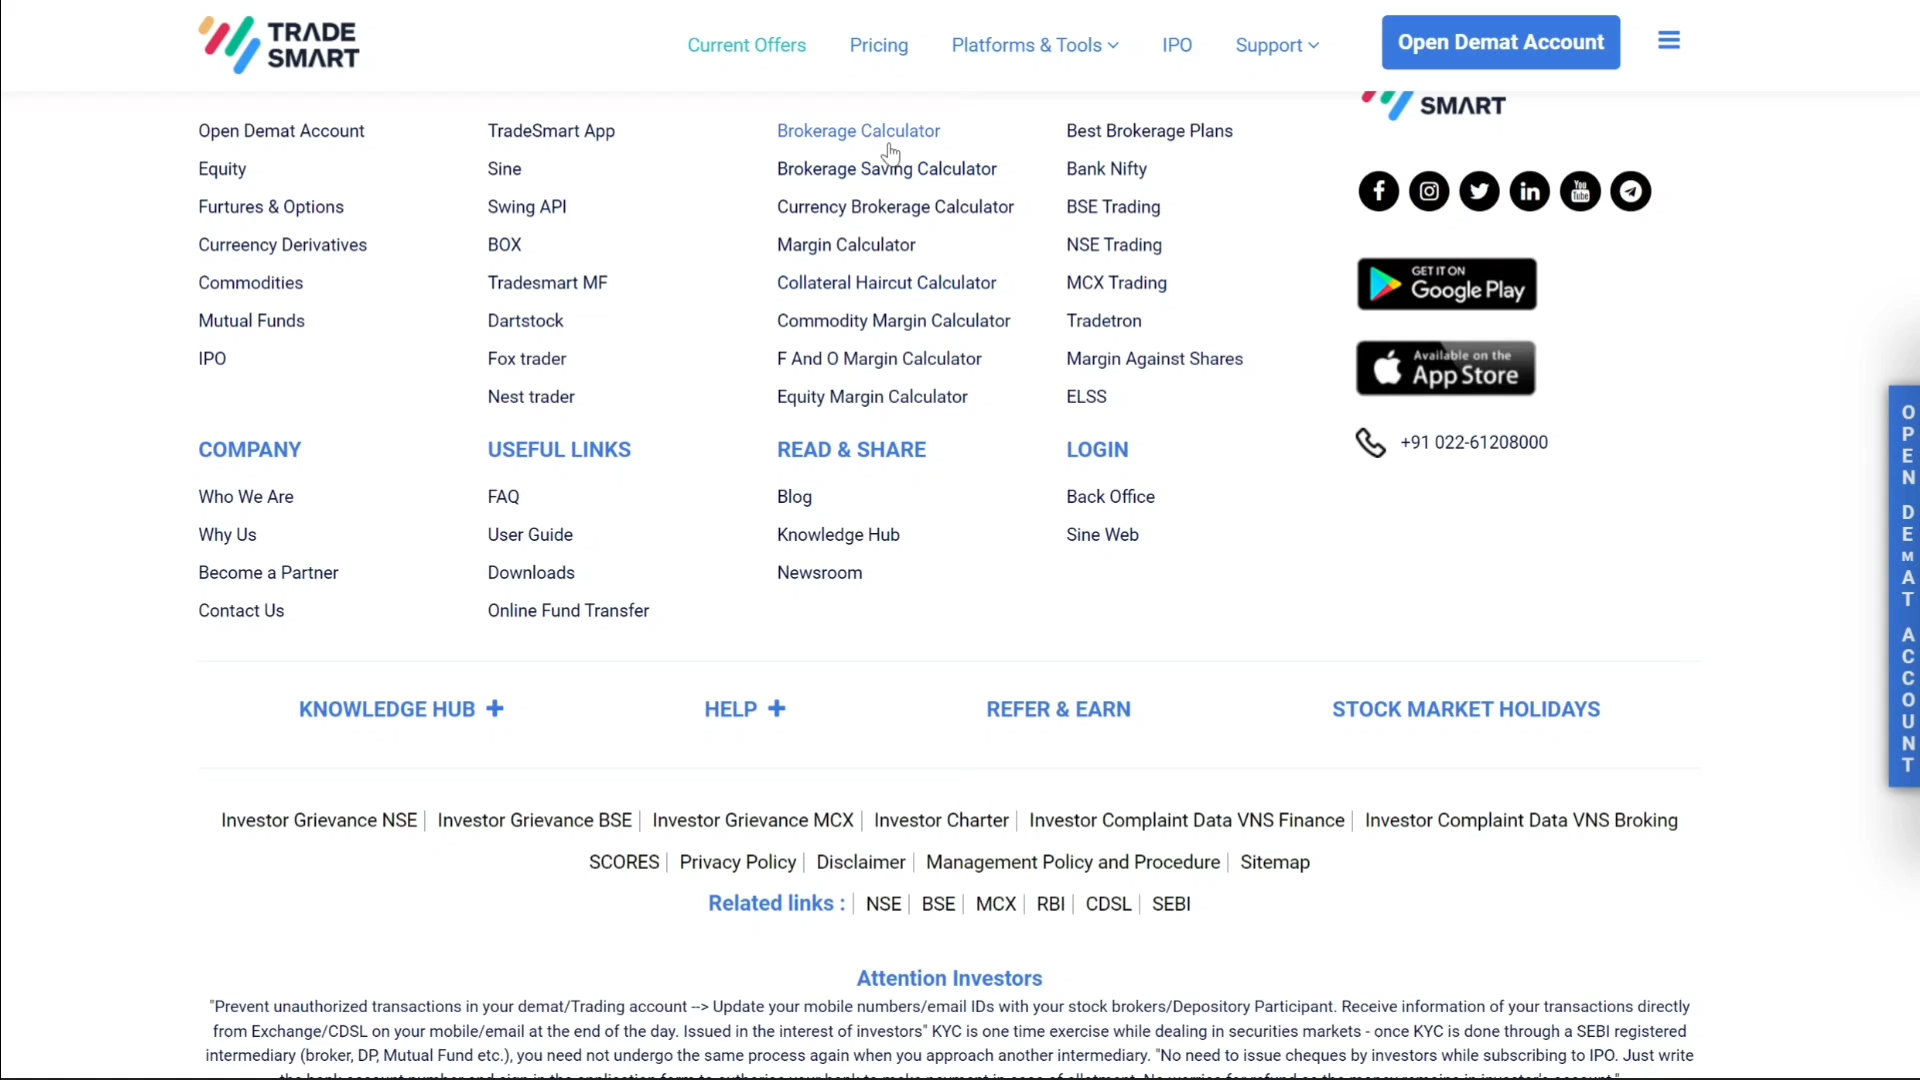 TRADE
SMART
Current Offers
Pricing
Platforms & Tools
IPO
Support
Open Demat Account
SMART
Open Demat Account
Equity
Furtures & Options
Curreency Derivatives
Commodities
Mutual Funds
IPO
TradeSmart App
Sine
Swing API
BOX
Tradesmart MF
Dartstock
Fox trader
Nest trader
Brokerage Calculator
Brokerage Saving Calculator
Currency Brokerage Calculator
Margin Calculator
Collateral Haircut Calculator
Commodity Margin Calculator
F And O Margin Calculator
Equity Margin Calculator
Best Brokerage Plans
Bank Nifty
BSE Trading
NSE Trading
MCX Trading
Tradetron
Margin Against Shares
ELSS
You
Tube
GET IT ON
Google Play
Available on the
App Store
+91 022-61208000
COMPANY
Who We Are
Why Us
Become a Partner
Contact Us
USEFUL LINKS
FAQ
User Guide
Downloads
Online Fund Transfer
READ & SHARE
Blog
Knowledge Hub
Newsroom
LOGIN
Back Office
Sine Web
OPEN DEMAT ACCOUNT
KNOWLEDGE HUB +
HELP +
REFER & EARN
STOCK MARKET HOLIDAYS
Investor Grievance NSE | Investor Grievance BSE | Investor Grievance MCX | Investor Charter | Investor Complaint Data VNS Finance | Investor Complaint Data VNS Broking
SCORES | Privacy Policy | Disclaimer | Management Policy and Procedure | Sitemap
Related links : | NSE | BSE | MCX | RBI | CDSL | SEBI
Attention Investors
"Prevent unauthorized transactions in your demat/Trading account --> Update your mobile numbers/email IDs with your stock brokers/Depository Participant. Receive information of your transactions directly
from Exchange/CDSL on your mobile/email at the end of the day. Issued in the interest of investors" KYC is one time exercise while dealing in securities markets - once KYC is done through a SEBI registered
intermediary (broker, DP, Mutual Fund etc.), you need not undergo the same process again when you approach another intermediary. "No need to issue cheques by investors while subscribing to IPO. Just write